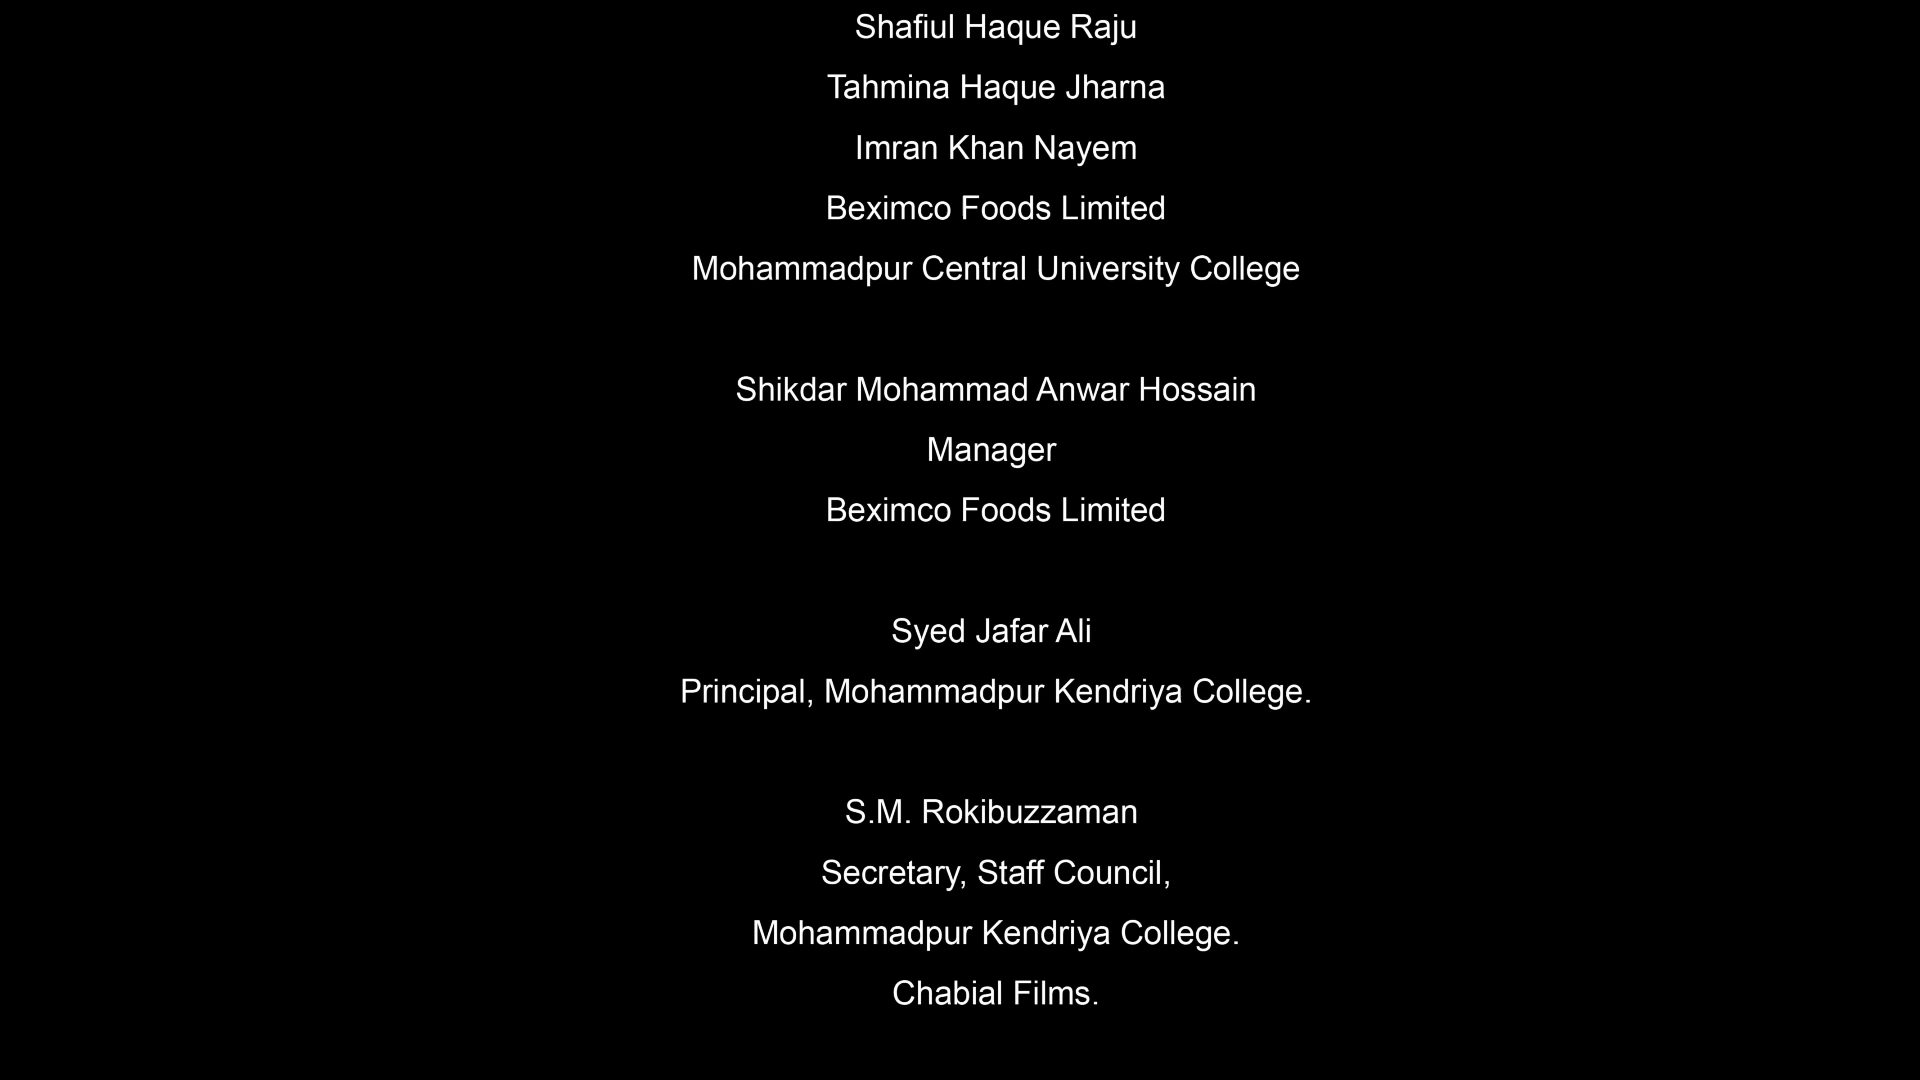 Shafiul Haque Raju
Tahmina Haque Jharna
Imran Khan Nayem
Beximco Foods Limited
Mohammadpur Central University College
Shikdar Mohammad Anwar Hossain
Manager
Beximco Foods Limited
Syed Jafar Ali
Principal, Mohammadpur Kendriya College.
S.M. Rokibuzzaman
Secretary, Staff Council,
Mohammadpur Kendriya College.
Chabial Films.